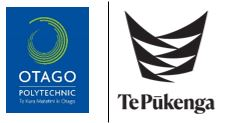 OTAGO
POLYTECHNIC
Te Kura Matatini ki Otago
Te Pūkenga